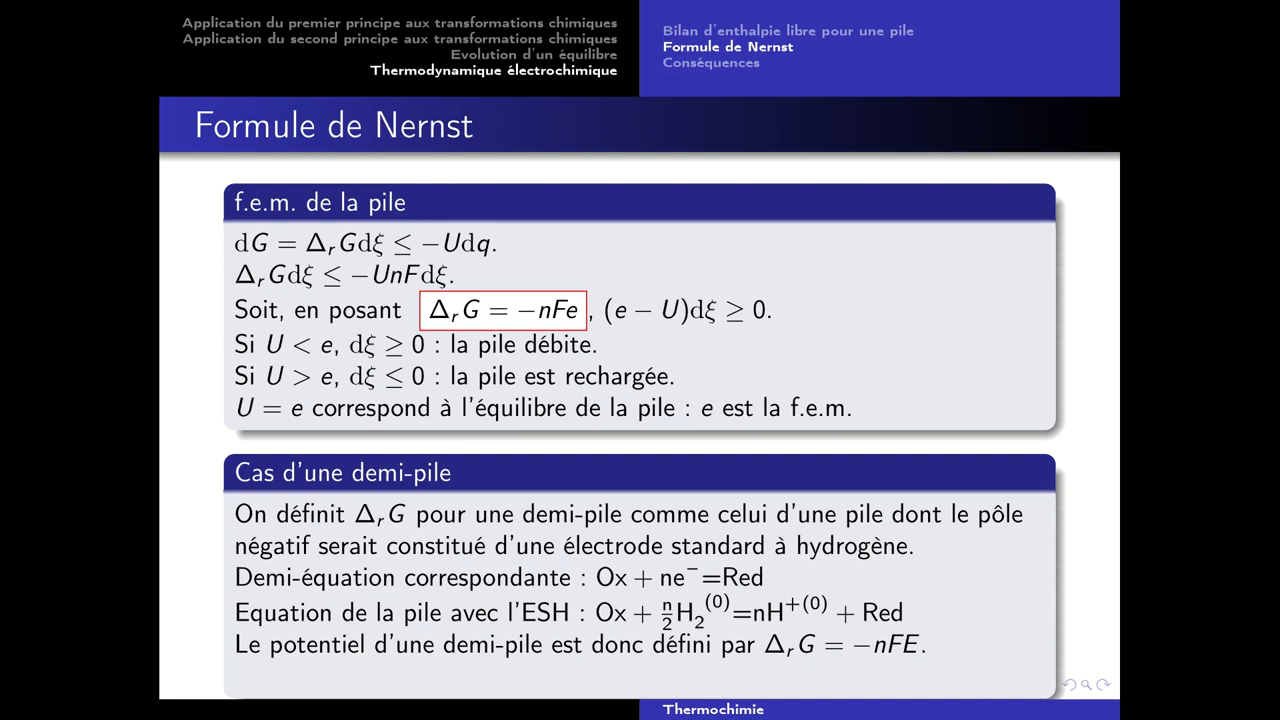 Application du premier principe aux transformations chimiques
Application du second principe aux transformations chimiques
Evolution d'un équilibre
Thermodynamique électrochimique
Bilan d'enthalpie libre pour une pile
Formule de Nernst
Conséquences
Formule de Nernst
f.e.m. de la pile
dG = ΔᵣGdξ ≤ −Udq.
ΔᵣGdξ ≤ −UnFdξ.
Soit, en posant ΔᵣG = −nFe , (e − U)dξ ≥ 0.
Si U < e, dξ ≥ 0 : la pile débite.
Si U > e, dξ ≤ 0 : la pile est rechargée.
U = e correspond à l'équilibre de la pile : e est la f.e.m.
Cas d'une demi-pile
On définit ΔᵣG pour une demi-pile comme celui d'une pile dont le pôle
négatif serait constitué d'une électrode standard à hydrogène.
Demi-équation correspondante : Ox + ne⁻=Red
Equation de la pile avec l'ESH : Ox + n/2 H₂⁽⁰⁾=nH⁺⁽⁰⁾ + Red
Le potentiel d'une demi-pile est donc défini par ΔᵣG = −nFE.
Thermochimie